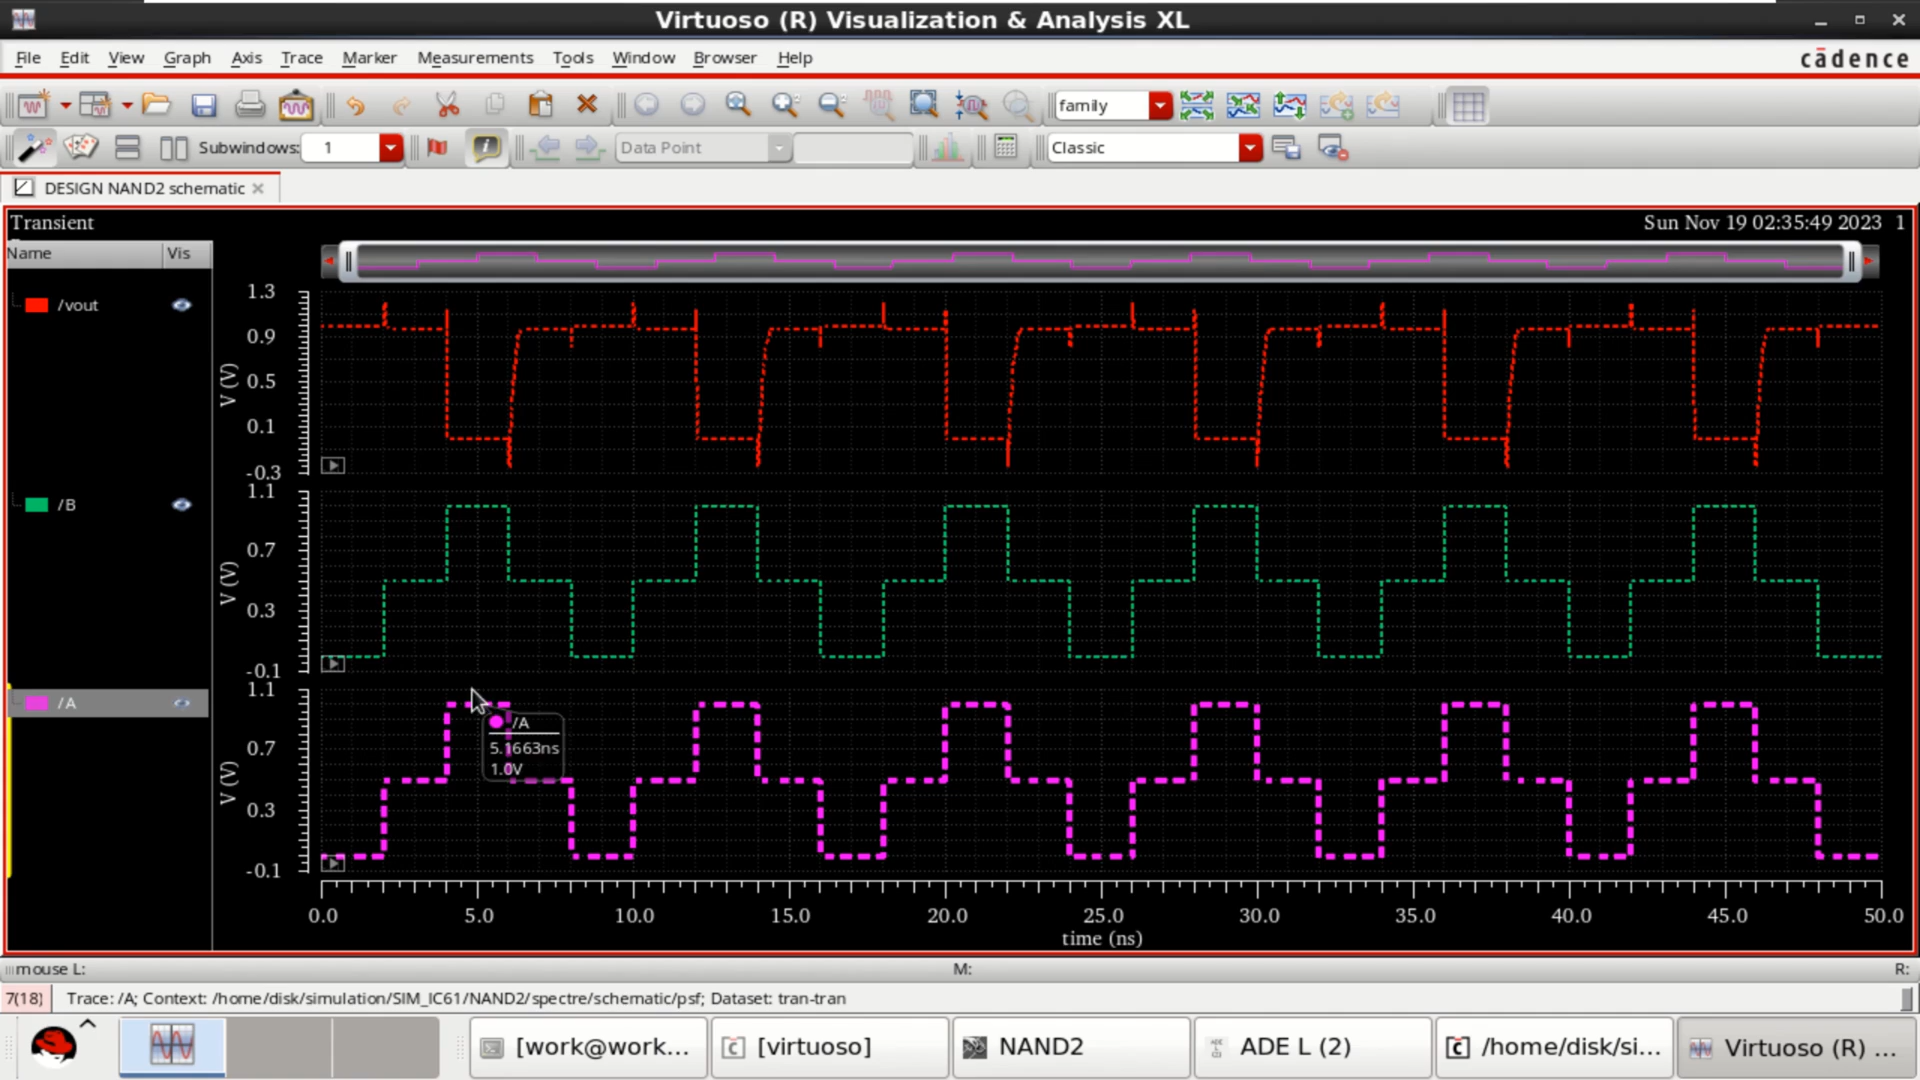 Virtuoso (R) Visualization & Analysis XL
File Edit View Graph Axis Trace Marker Measurements Tools Window Browser Help
cādence
family
Subwindows: 1
Data Point
Classic
DESIGN NAND2 schematic
Transient
Sun Nov 19 02:35:49 2023 1
Name Vis
/vout
1.3
0.9
0.5
0.1
-0.3
V (V)
/B
1.1
0.7
0.3
-0.1
V (V)
/A
1.1
0.7
0.3
-0.1
V (V)
/A
5.1663ns
1.0V
0.0 5.0 10.0 15.0 20.0 25.0 30.0 35.0 40.0 45.0 50.0
time (ns)
mouse L: M: R:
7(18) Trace: /A; Context: /home/disk/simulation/SIM_IC61/NAND2/spectre/schematic/psf; Dataset: tran-tran
[work@work... [virtuoso] NAND2 ADE L (2) /home/disk/si... Virtuoso (R) ...